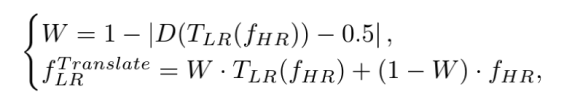 W = 1 − |D(T_{LR}(f_{HR})) − 0.5| ,
f_{LR}^{Translate} = W · T_{LR}(f_{HR}) + (1 − W) · f_{HR},